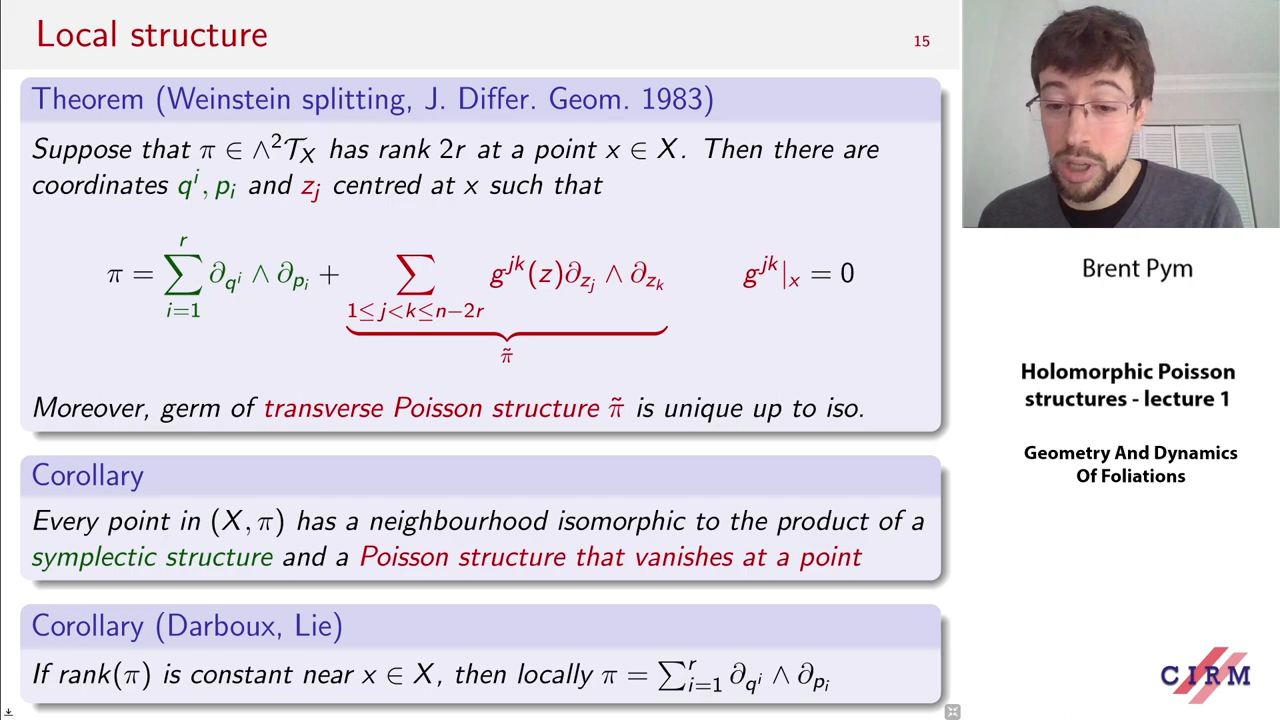 Local structure
15
Theorem (Weinstein splitting, J. Differ. Geom. 1983)
Suppose that π ∈ ∧²𝒯_X has rank 2r at a point x ∈ X. Then there are
coordinates qⁱ, p_i and z_j centred at x such that
π = ∑_{i=1}^{r} ∂_{qⁱ} ∧ ∂_{p_i} + ∑_{1≤j<k≤n−2r} g^{jk}(z)∂_{z_j} ∧ ∂_{z_k}    g^{jk}|_x = 0
π̃
Moreover, germ of transverse Poisson structure π̃ is unique up to iso.
Corollary
Every point in (X, π) has a neighbourhood isomorphic to the product of a
symplectic structure and a Poisson structure that vanishes at a point
Corollary (Darboux, Lie)
If rank(π) is constant near x ∈ X, then locally π = ∑_{i=1}^{r} ∂_{qⁱ} ∧ ∂_{p_i}
Brent Pym
Holomorphic Poisson
structures - lecture 1
Geometry And Dynamics
Of Foliations
CIRM